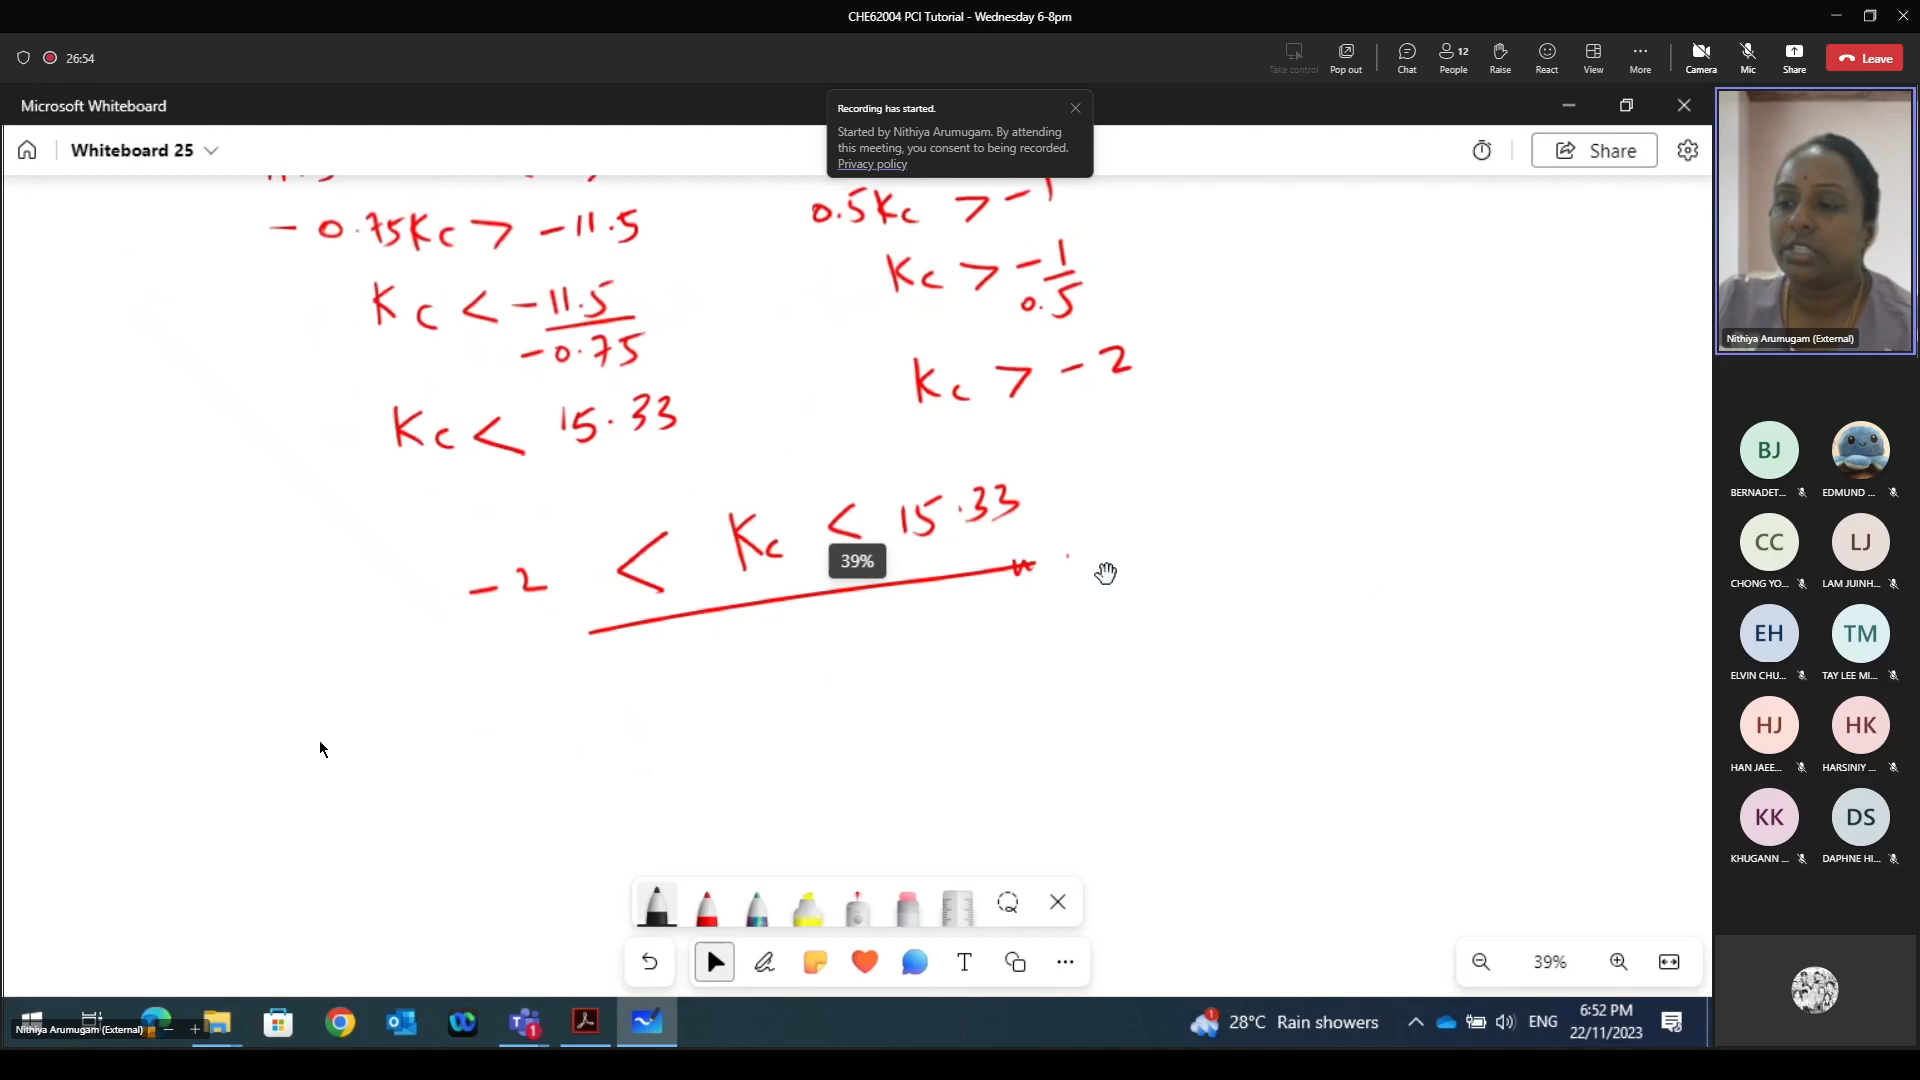 CHE62004 PCI Tutorial - Wednesday 6-8pm
26:54
Take control
Pop out
Chat
People 12
Raise
React
View
More
Camera
Mic
Share
Leave
Microsoft Whiteboard
Recording has started.
Started by Nithiya Arumugam. By attending
this meeting, you consent to being recorded.
Privacy policy
Whiteboard 25
Share
- 0.75Kc > -11.5
Kc < -11.5
-0.75
Kc < 15.33
0.5Kc > -1
Kc > -1
0.5
Kc > -2
-2 < Kc < 15.33
39%
Nithiya Arumugam (External)
BJ
BERNADET...
EDMUND ...
CC
CHONG YO...
LJ
LAM JUINH...
EH
ELVIN CHU...
TM
TAY LEE MI...
HJ
HAN JAEE...
HK
HARSINIY ...
KK
KHUGANN ...
DS
DAPHNE HI...
T
39%
Nithiya Arumugam (External)
1
1
28°C Rain showers
ENG
6:52 PM
22/11/2023